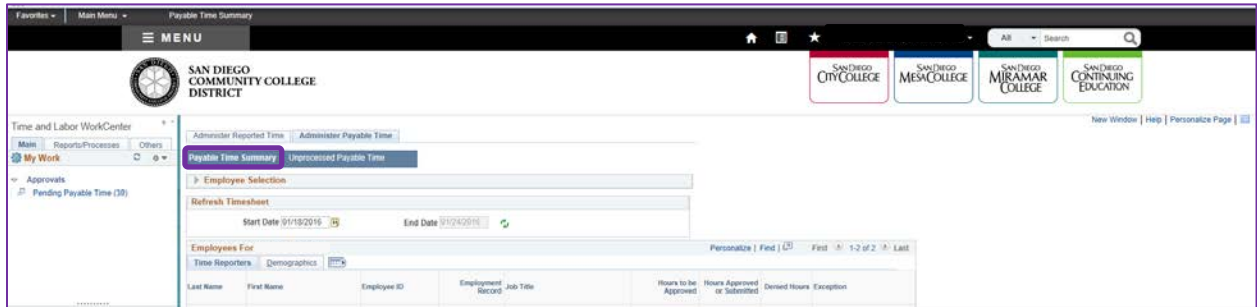 Favorites Main Menu Payable Time Summary
MENU All Search
SAN DIEGO
COMMUNITY COLLEGE
DISTRICT
SAN DIEGO
CITY COLLEGE
SAN DIEGO
MESA COLLEGE
SAN DIEGO
MIRAMAR
COLLEGE
SAN DIEGO
CONTINUING
EDUCATION
New Window | Help | Personalize Page |
Time and Labor WorkCenter
Main Reports/Processes Others
My Work
Approvals
Pending Payable Time (30)
Administer Reported Time Administer Payable Time
Payable Time Summary Unprocessed Payable Time
Employee Selection
Refresh Timesheet
Start Date 01/18/2016 End Date 01/24/2016
Employees For Personalize | Find | First 1-2 of 2 Last
Time Reporters Demographics
Last Name First Name Employee ID Employment Record Job Title Hours to be Approved Hours Approved or Submitted Denied Hours Exception